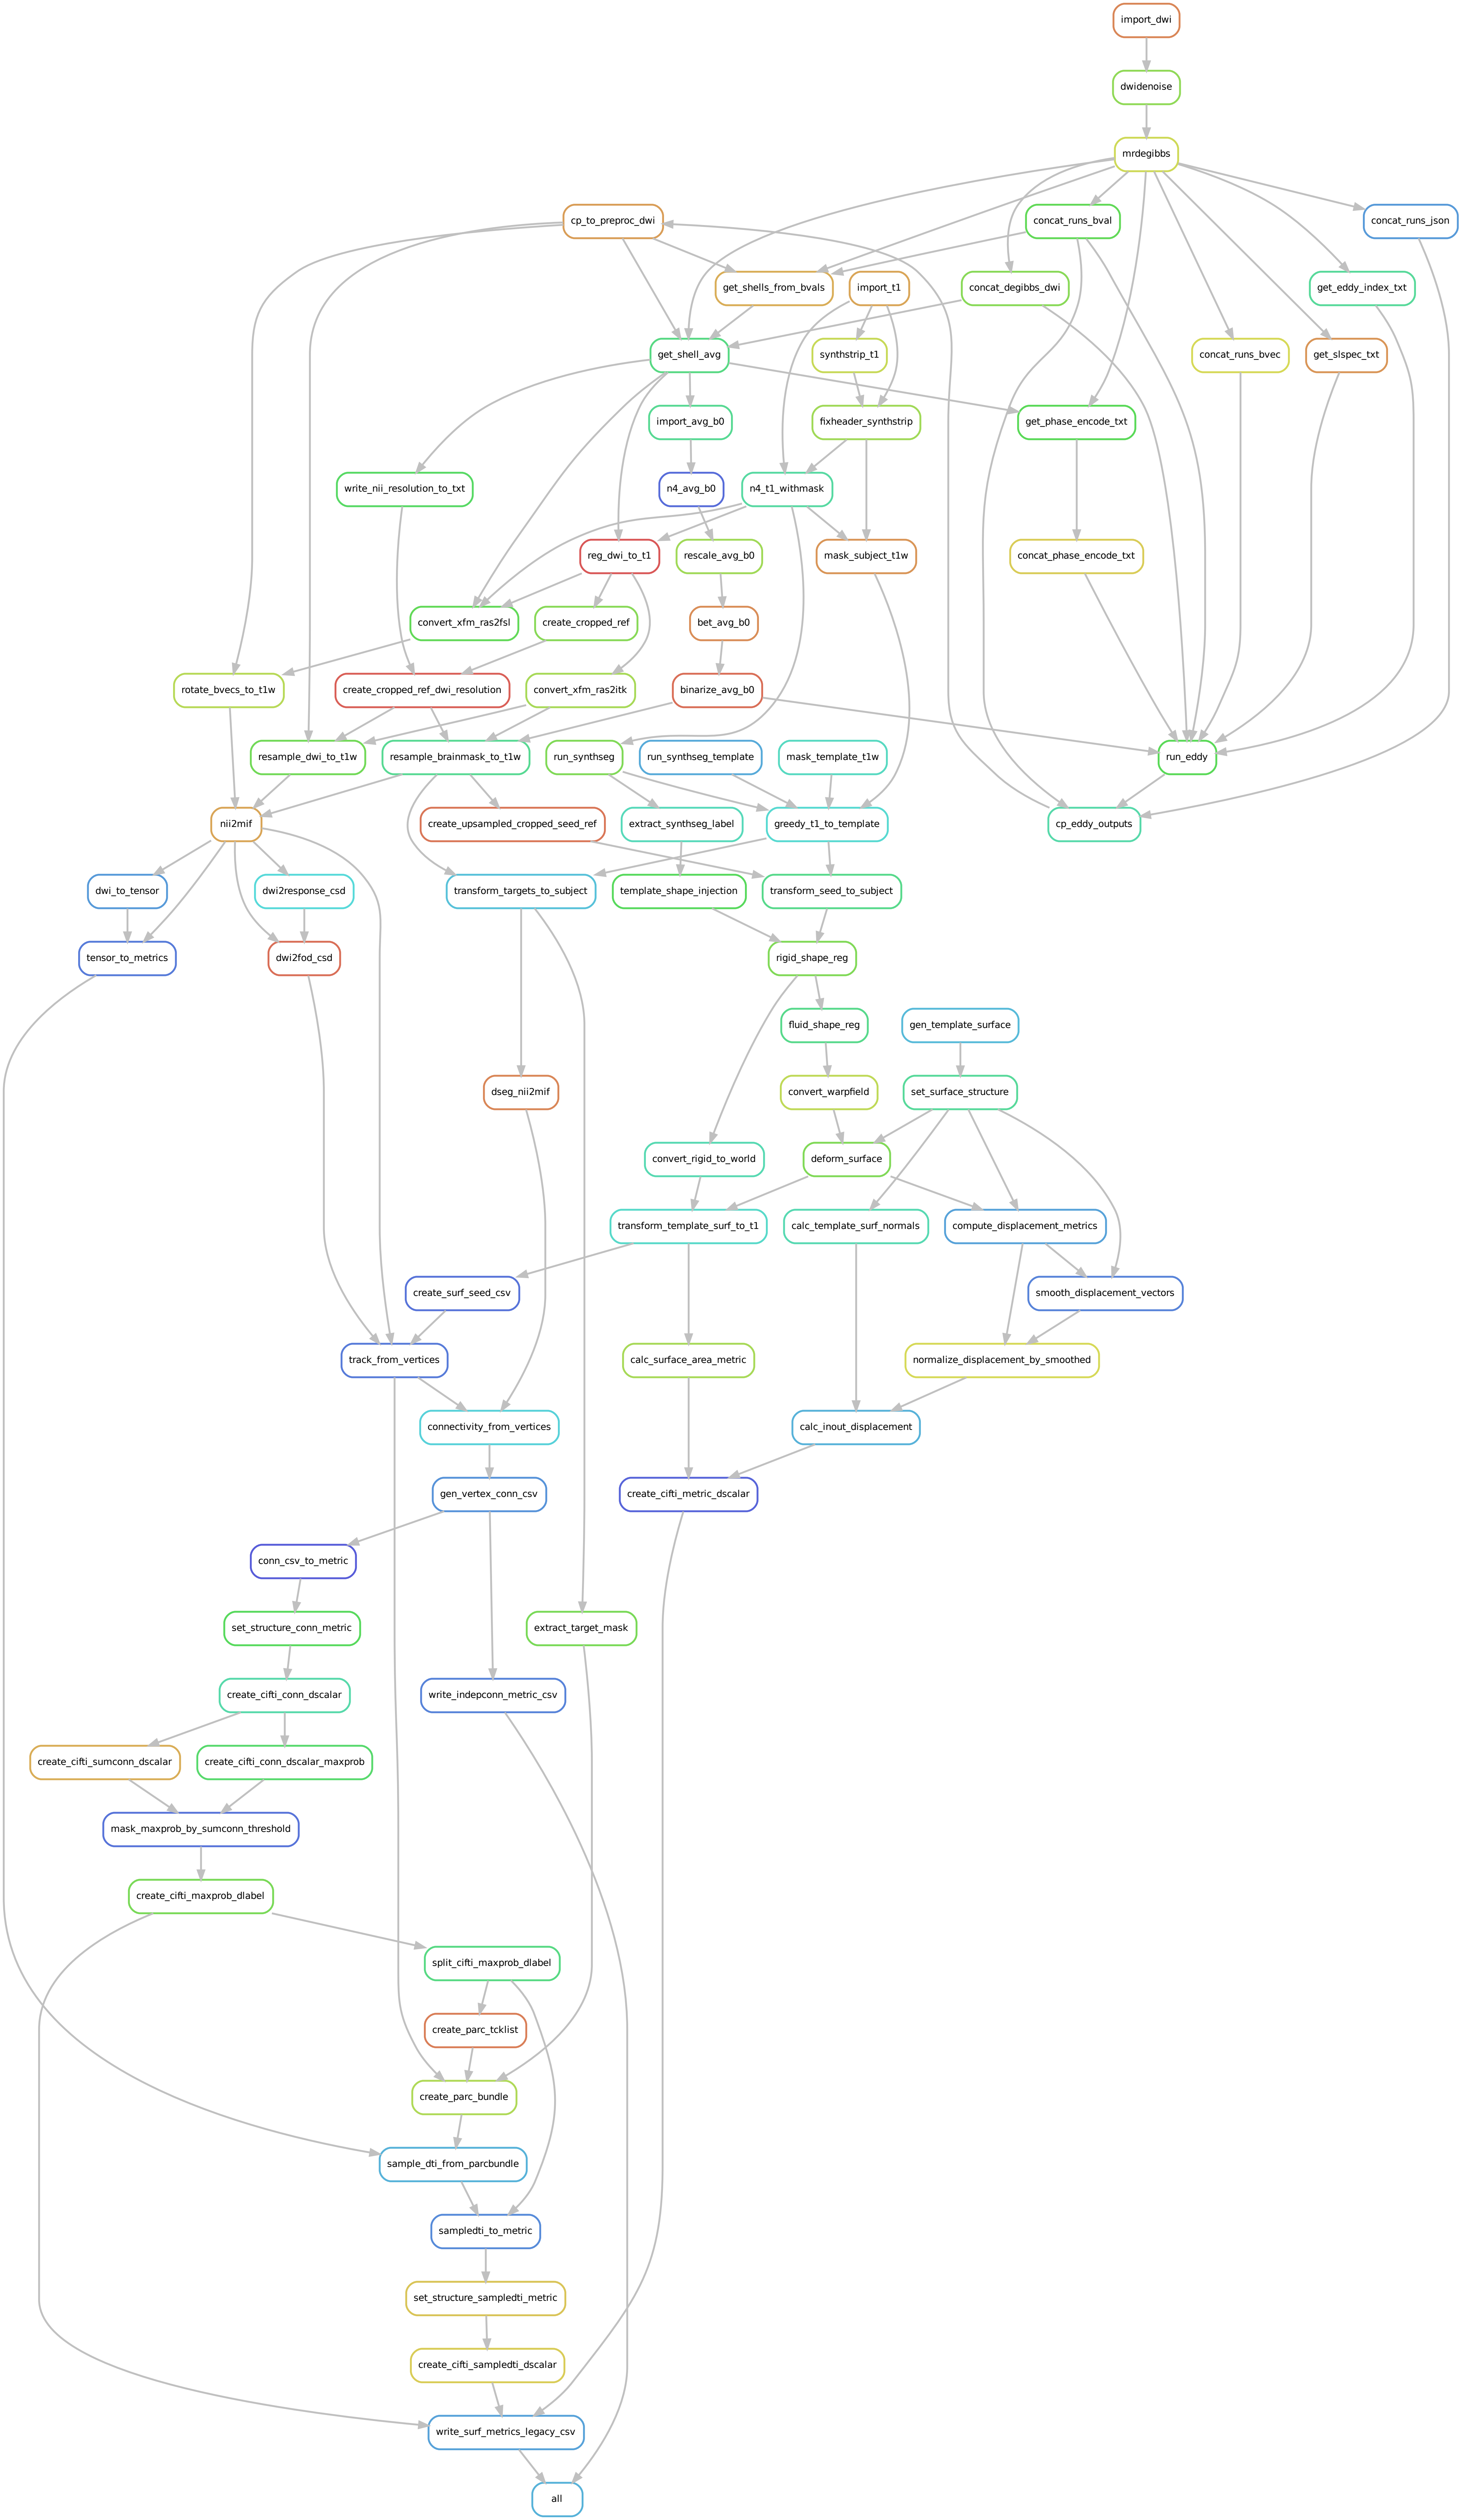 import_dwi
dwidenoise
mrdegibbs
cp_to_preproc_dwi
concat_runs_bval
concat_runs_json
get_shells_from_bvals
import_t1
concat_degibbs_dwi
get_eddy_index_txt
get_shell_avg
synthstrip_t1
concat_runs_bvec
get_slspec_txt
import_avg_b0
fixheader_synthstrip
get_phase_encode_txt
write_nii_resolution_to_txt
n4_avg_b0
n4_t1_withmask
reg_dwi_to_t1
rescale_avg_b0
mask_subject_t1w
concat_phase_encode_txt
convert_xfm_ras2fsl
create_cropped_ref
bet_avg_b0
rotate_bvecs_to_t1w
create_cropped_ref_dwi_resolution
convert_xfm_ras2itk
binarize_avg_b0
resample_dwi_to_t1w
resample_brainmask_to_t1w
run_synthseg
run_synthseg_template
mask_template_t1w
run_eddy
nii2mif
create_upsampled_cropped_seed_ref
extract_synthseg_label
greedy_t1_to_template
cp_eddy_outputs
dwi_to_tensor
dwi2response_csd
transform_targets_to_subject
template_shape_injection
transform_seed_to_subject
tensor_to_metrics
dwi2fod_csd
rigid_shape_reg
fluid_shape_reg
gen_template_surface
dseg_nii2mif
convert_warpfield
set_surface_structure
convert_rigid_to_world
deform_surface
transform_template_surf_to_t1
calc_template_surf_normals
compute_displacement_metrics
create_surf_seed_csv
smooth_displacement_vectors
track_from_vertices
calc_surface_area_metric
normalize_displacement_by_smoothed
connectivity_from_vertices
calc_inout_displacement
gen_vertex_conn_csv
create_cifti_metric_dscalar
conn_csv_to_metric
set_structure_conn_metric
extract_target_mask
create_cifti_conn_dscalar
write_indepconn_metric_csv
create_cifti_sumconn_dscalar
create_cifti_conn_dscalar_maxprob
mask_maxprob_by_sumconn_threshold
create_cifti_maxprob_dlabel
split_cifti_maxprob_dlabel
create_parc_tcklist
create_parc_bundle
sample_dti_from_parcbundle
sampledti_to_metric
set_structure_sampledti_metric
create_cifti_sampledti_dscalar
write_surf_metrics_legacy_csv
all